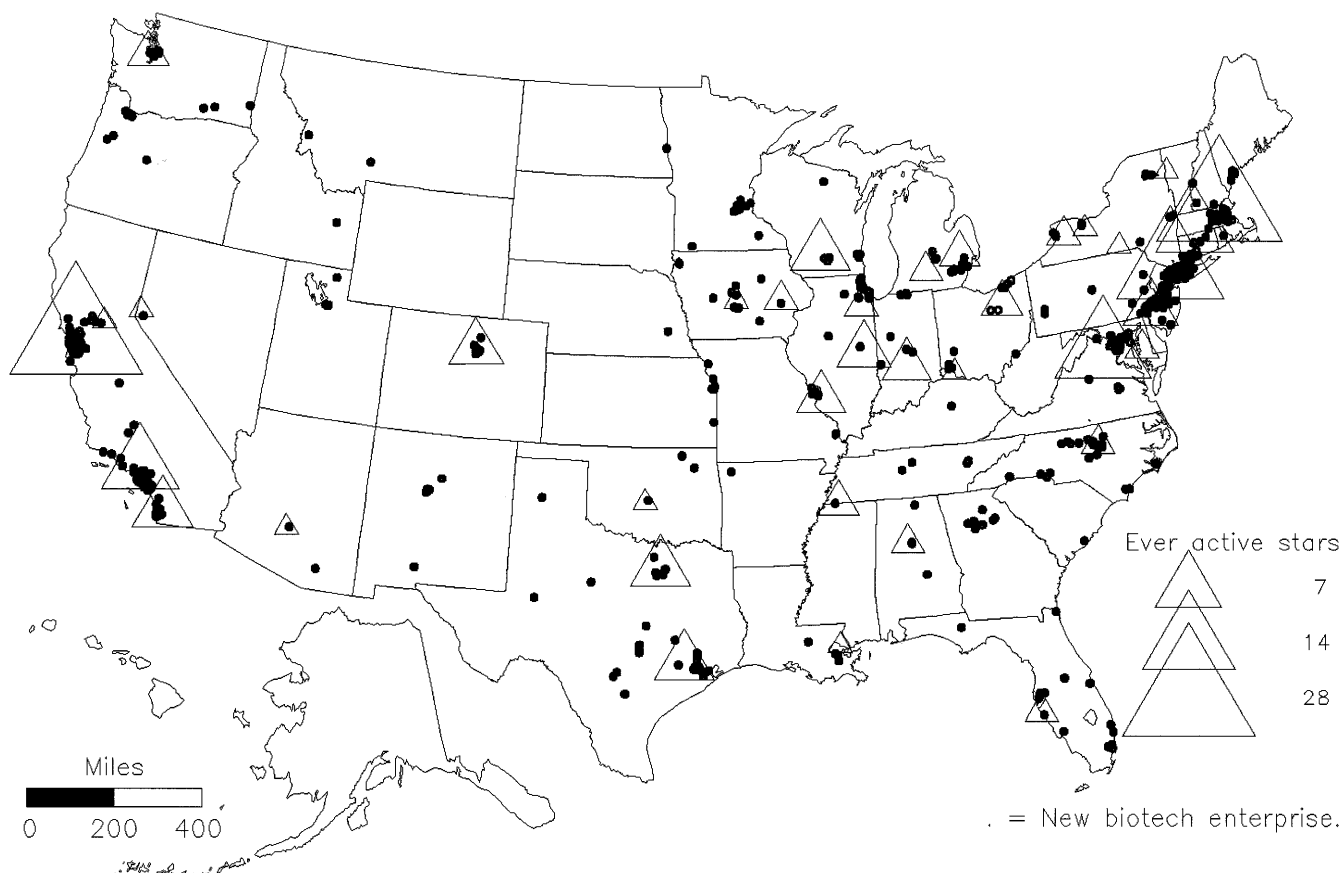 Ever active stars
7
14
28
Miles
0 200 400
. = New biotech enterprise.